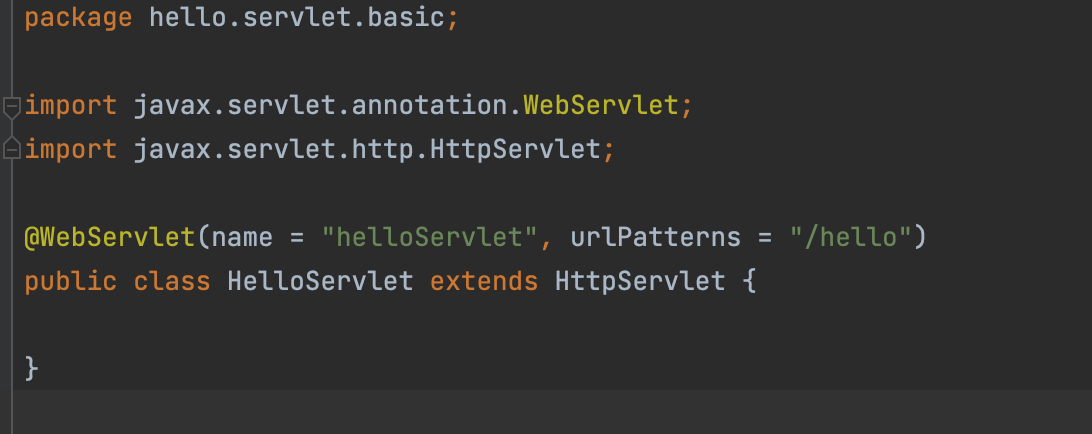 package hello.servlet.basic;
import javax.servlet.annotation.WebServlet;
import javax.servlet.http.HttpServlet;
@WebServlet(name = "helloServlet", urlPatterns = "/hello")
public class HelloServlet extends HttpServlet {
}